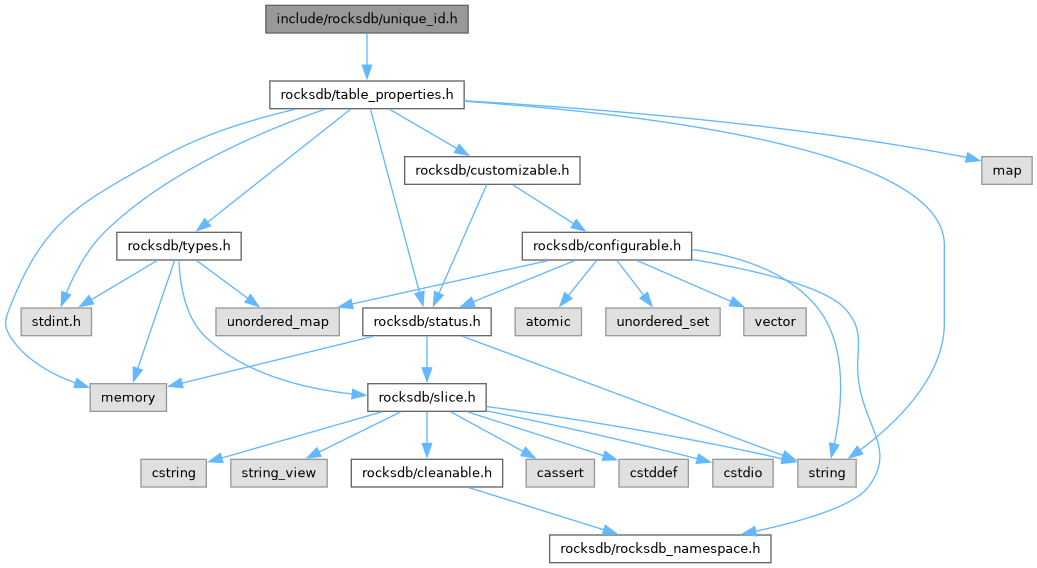 include/rocksdb/unique_id.h
rocksdb/table_properties.h
rocksdb/customizable.h
map
rocksdb/types.h
rocksdb/configurable.h
stdint.h
unordered_map
rocksdb/status.h
atomic
unordered_set
vector
memory
rocksdb/slice.h
cstring
string_view
rocksdb/cleanable.h
cassert
cstddef
cstdio
string
rocksdb/rocksdb_namespace.h